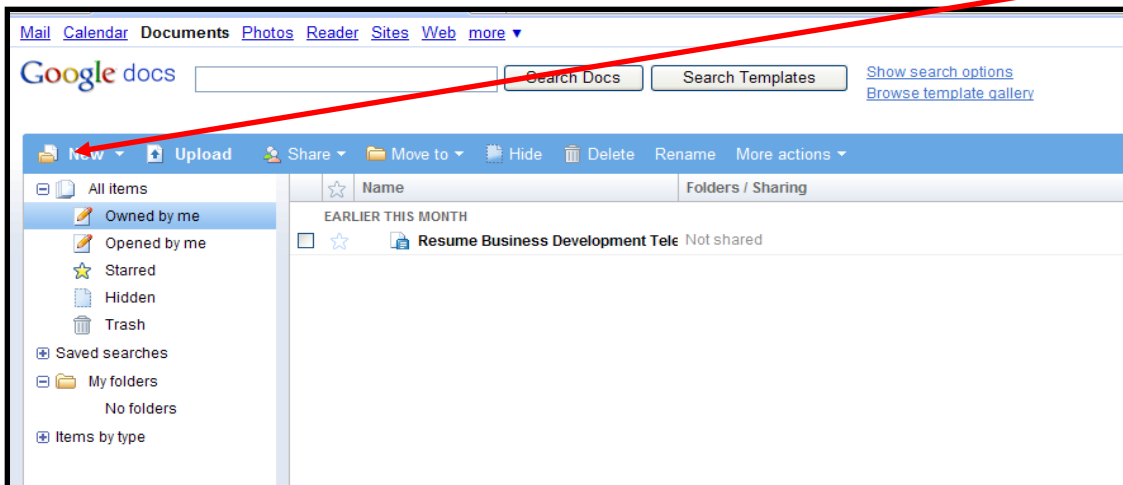 Mail Calendar Documents Photos Reader Sites Web more ▼
Google docs Search Docs Search Templates Show search options
Browse template gallery
New Upload Share Move to Hide Delete Rename More actions
All items
Name Folders / Sharing
Owned by me
EARLIER THIS MONTH
Opened by me
Resume Business Development Tele Not shared
Starred
Hidden
Trash
Saved searches
My folders
No folders
Items by type